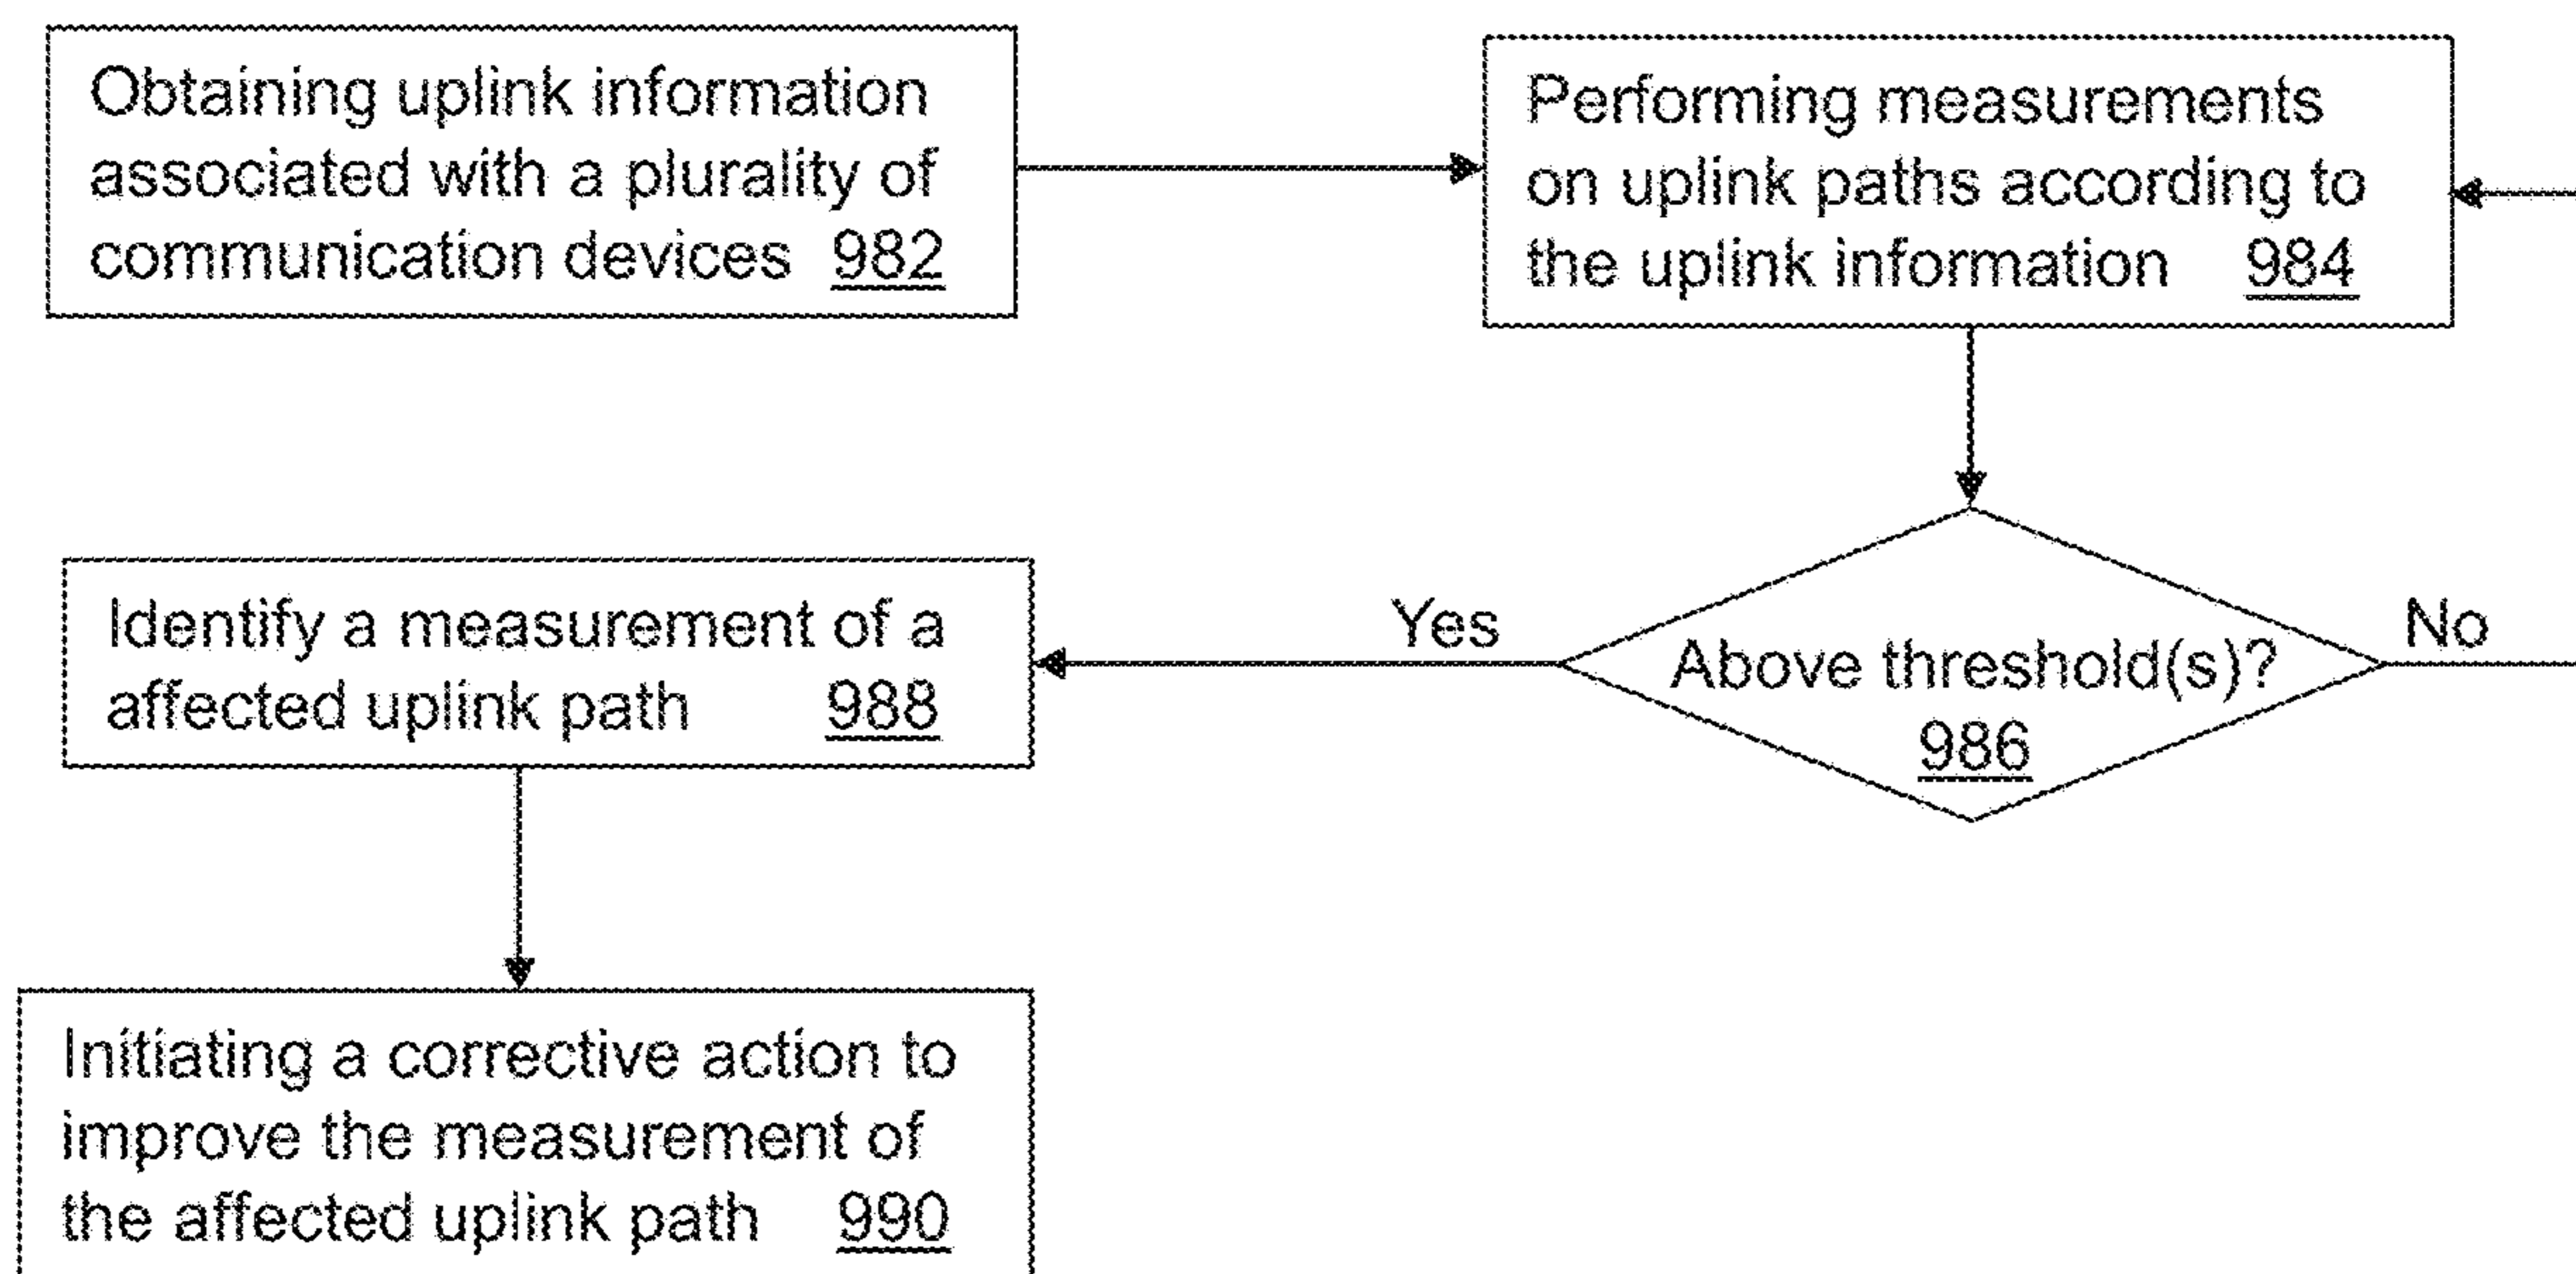 Obtaining uplink information
associated with a plurality of
communication devices 982
Performing measurements
on uplink paths according to
the uplink information 984
Above threshold(s)?
986
Yes
No
Identify a measurement of a
affected uplink path 988
Initiating a corrective action to
improve the measurement of
the affected uplink path 990